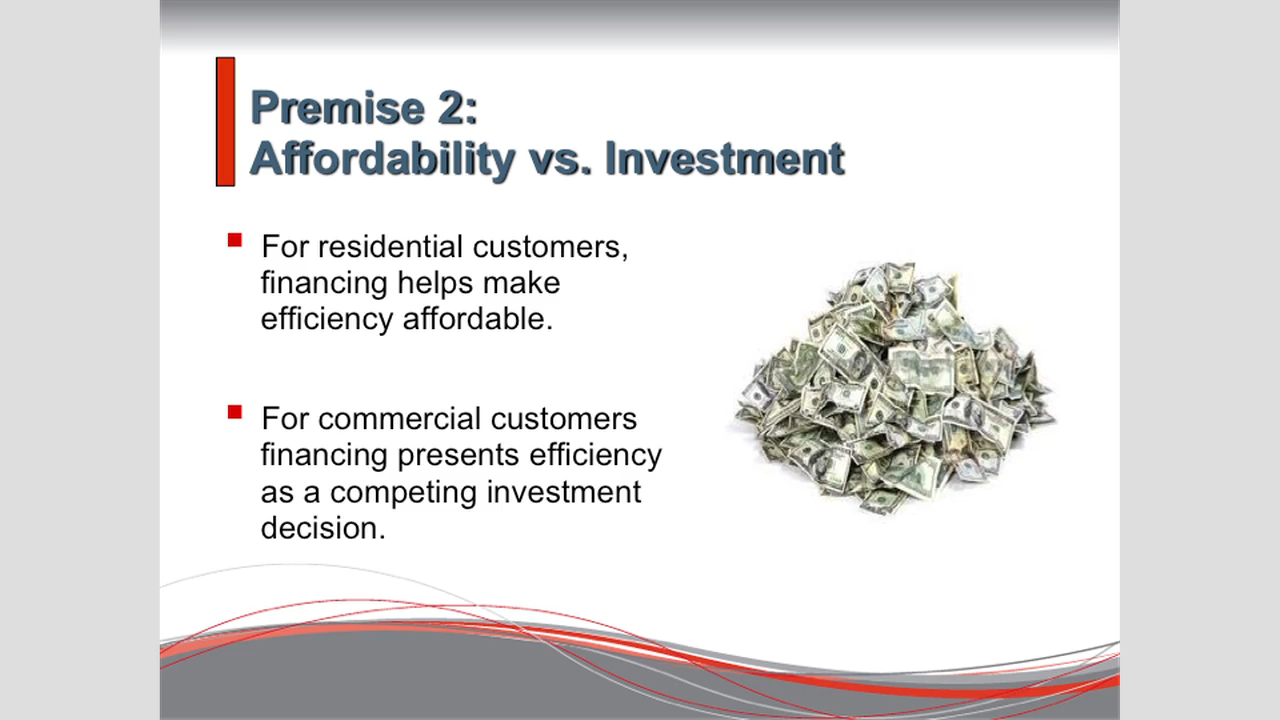 Premise 2:
Affordability vs. Investment
For residential customers,
financing helps make
efficiency affordable.
For commercial customers
financing presents efficiency
as a competing investment
decision.